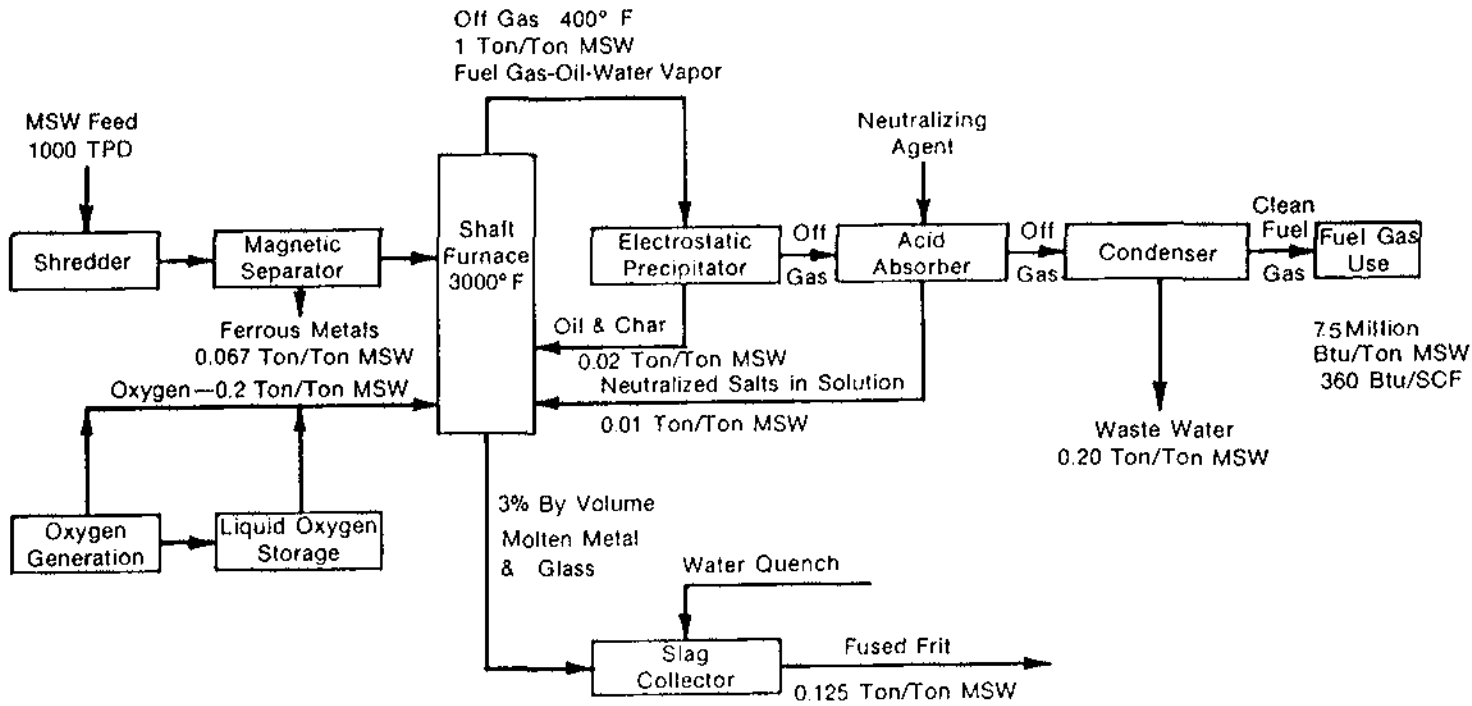 Off Gas 400° F
1 Ton/Ton MSW
Fuel Gas-Oil-Water Vapor
MSW Feed
1000 TPD
Neutralizing
Agent
Shredder
Magnetic
Separator
Shaft
Furnace
3000° F
Electrostatic
Precipitator
Off
Gas
Acid
Absorber
Off
Gas
Condenser
Clean
Fuel
Gas
Fuel Gas
Use
Ferrous Metals
0.067 Ton/Ton MSW
Oxygen—0.2 Ton/Ton MSW
Oil & Char
0.02 Ton/Ton MSW
Neutralized Salts in Solution
0.01 Ton/Ton MSW
7.5 Million
Btu/Ton MSW
360 Btu/SCF
Waste Water
0.20 Ton/Ton MSW
Oxygen
Generation
Liquid Oxygen
Storage
3% By Volume
Molten Metal
& Glass
Water Quench
Slag
Collector
Fused Frit
0.125 Ton/Ton MSW